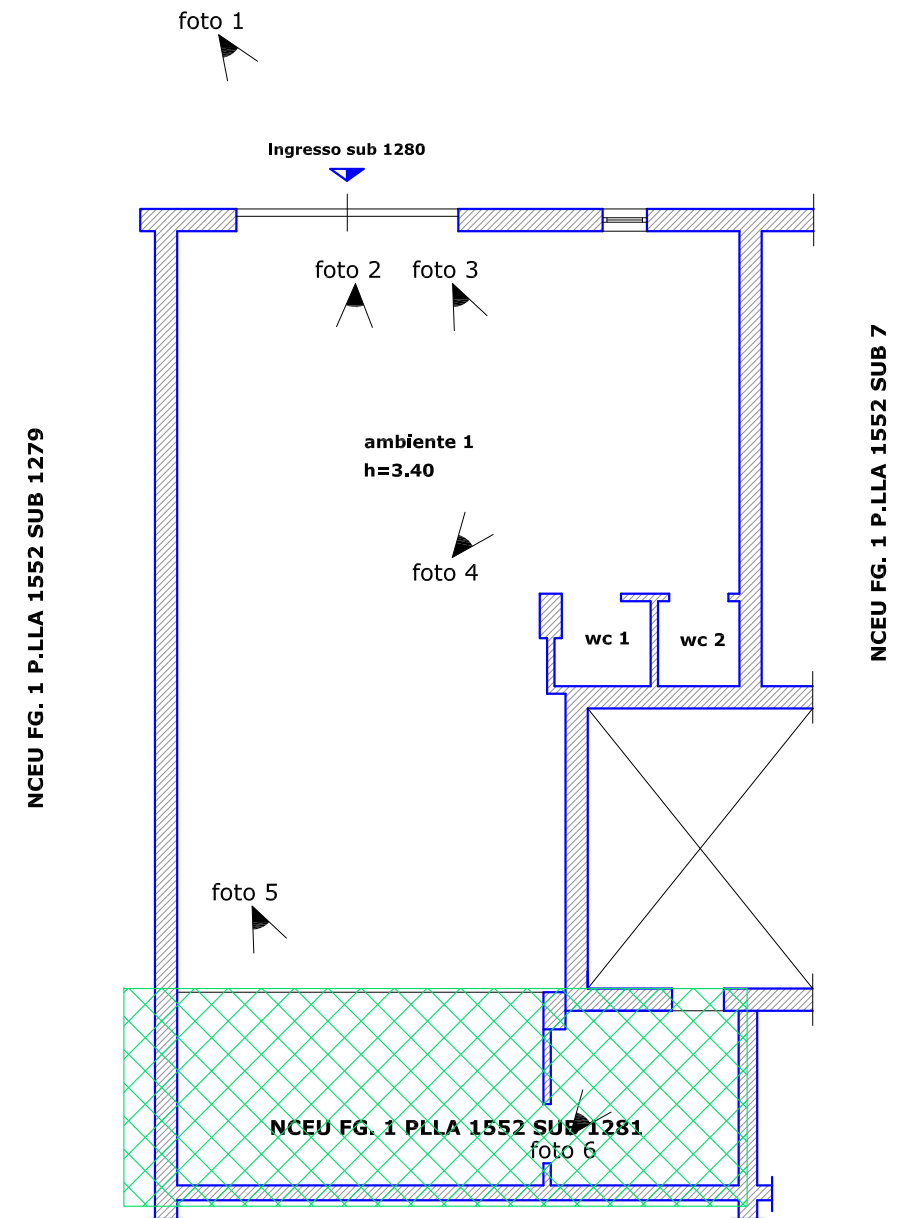 foto 1
Ingresso sub 1280
foto 2
foto 3
NCEU FG. 1 P.LLA 1552 SUB 7
NCEU FG. 1 P.LLA 1552 SUB 1279
ambiente 1
h=3.40
foto 4
wc 1
wc 2
foto 5
NCEU FG. 1 PLLA 1552 SUB 1281
foto 6